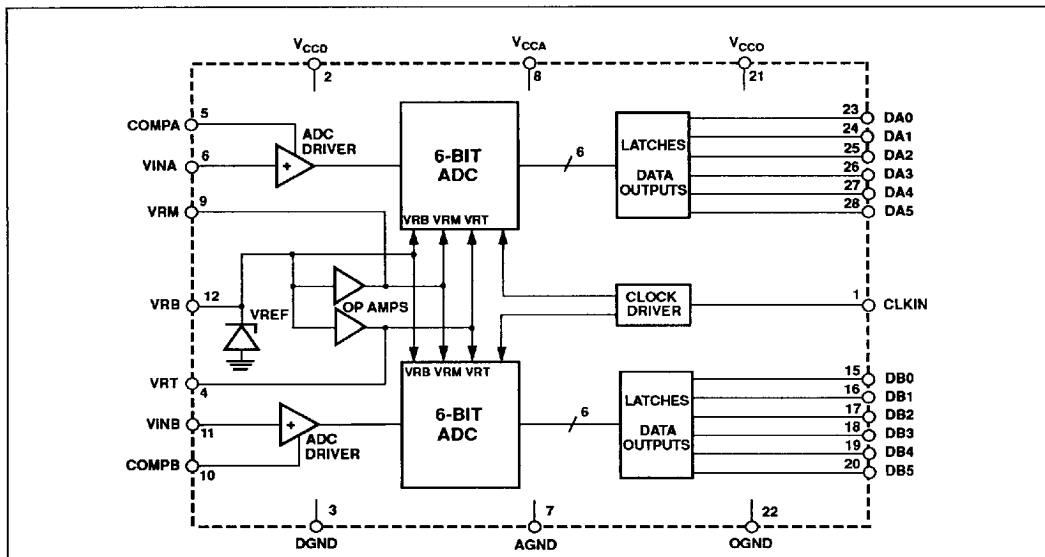 VCCD
2
VCCA
8
VCCO
21
COMPA
5
VINA
6
ADC
DRIVER
+
6-BIT
ADC
VRB VRM VRT
6
LATCHES
DATA
OUTPUTS
23
DA0
24
DA1
25
DA2
26
DA3
27
DA4
28
DA5
VRM
9
VRB
12
VREF
OP AMPS
CLOCK
DRIVER
1
CLKIN
VRT
4
VINB
11
COMPB
10
+
ADC
DRIVER
VRB VRM VRT
6-BIT
ADC
6
LATCHES
DATA
OUTPUTS
15
DB0
16
DB1
17
DB2
18
DB3
19
DB4
20
DB5
3
DGND
7
AGND
22
OGND